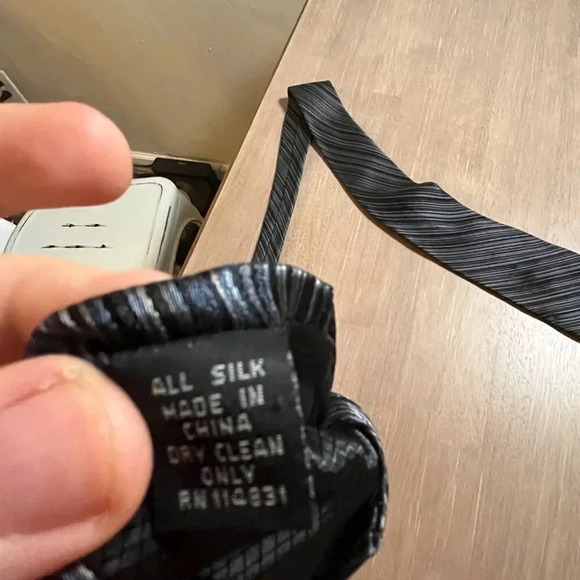 ALL SILK
MADE IN
CHINA
DRY CLEAN
ONLY
RN 114831